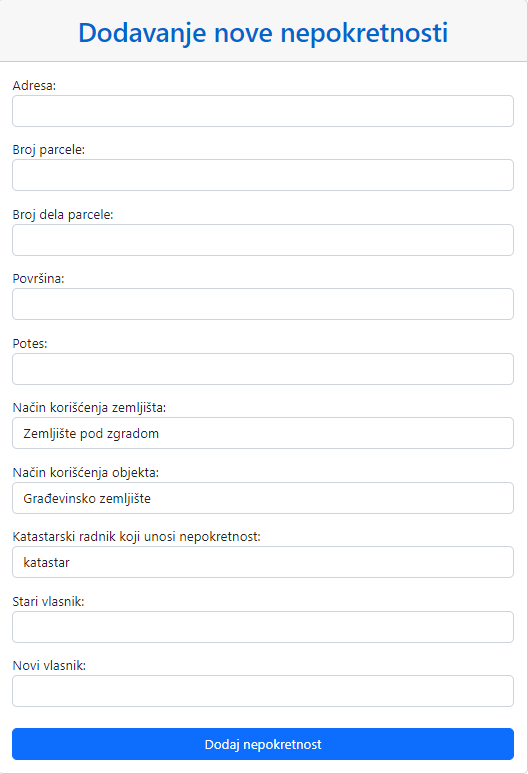 Dodavanje nove nepokretnosti
Adresa:
Broj parcele:
Broj dela parcele:
Površina:
Potes:
Način korišćenja zemljišta:
Zemljište pod zgradom
Način korišćenja objekta:
Građevinsko zemljište
Katastarski radnik koji unosi nepokretnost:
katastar
Stari vlasnik:
Novi vlasnik:
Dodaj nepokretnost